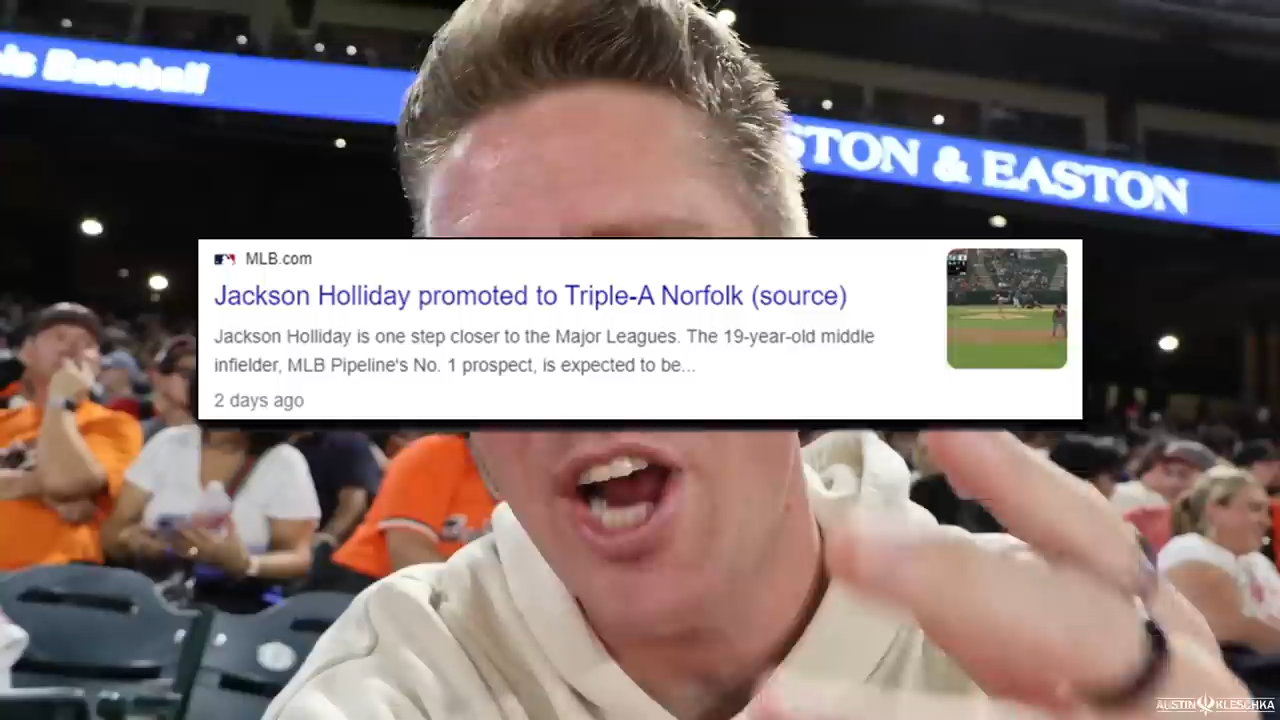 is Baseball
STON & EASTON
MLB.com
Jackson Holliday promoted to Triple-A Norfolk (source)
Jackson Holliday is one step closer to the Major Leagues. The 19-year-old middle
infielder, MLB Pipeline's No. 1 prospect, is expected to be...
2 days ago
AUSTIN KLESCHKA